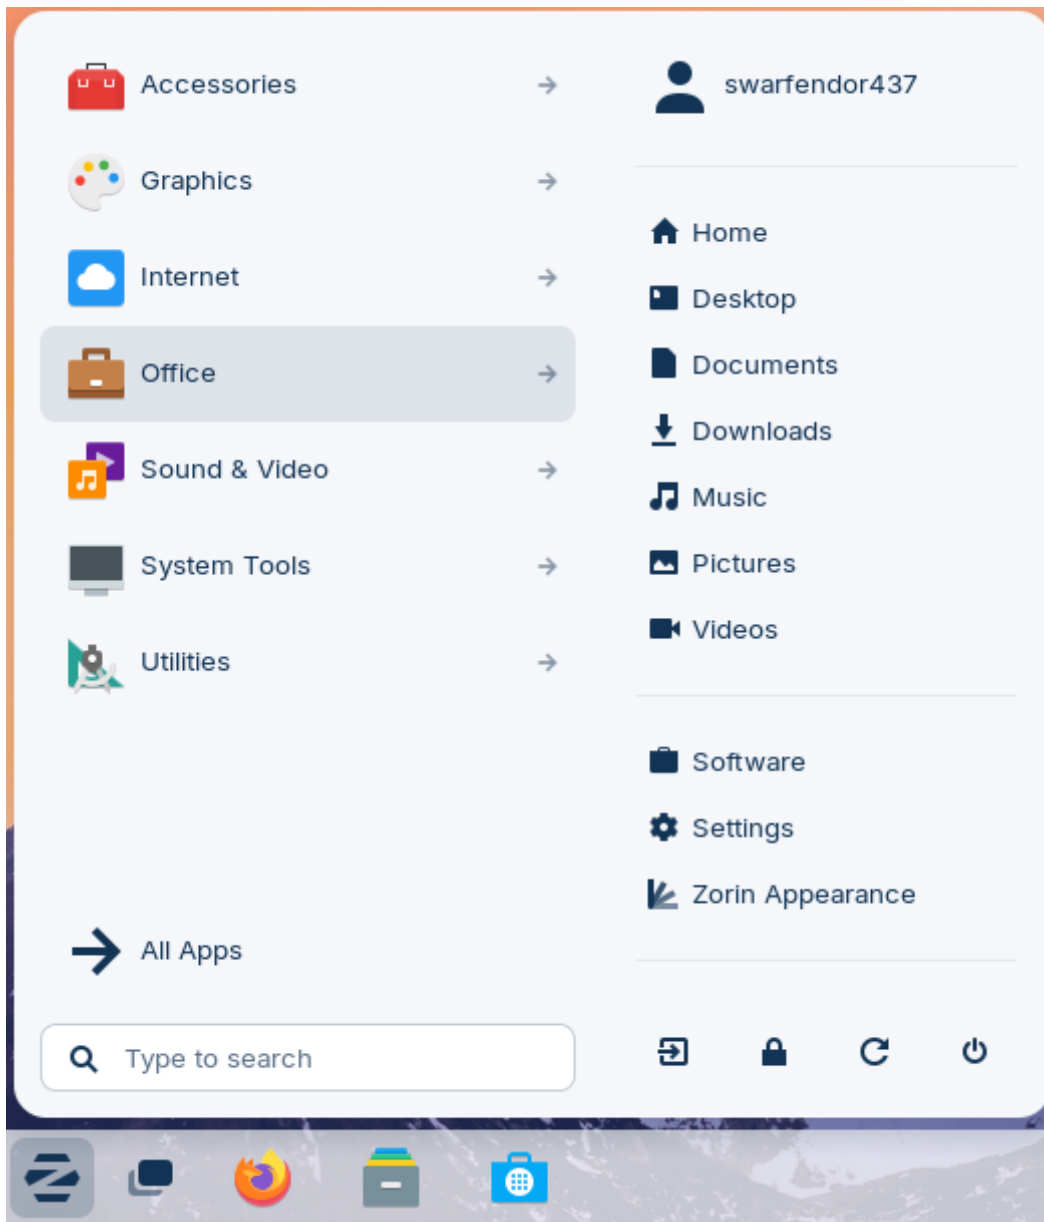 Accessories
Graphics
Internet
Office
Sound & Video
System Tools
Utilities
All Apps
Type to search
swarfendor437
Home
Desktop
Documents
Downloads
Music
Pictures
Videos
Software
Settings
Zorin Appearance